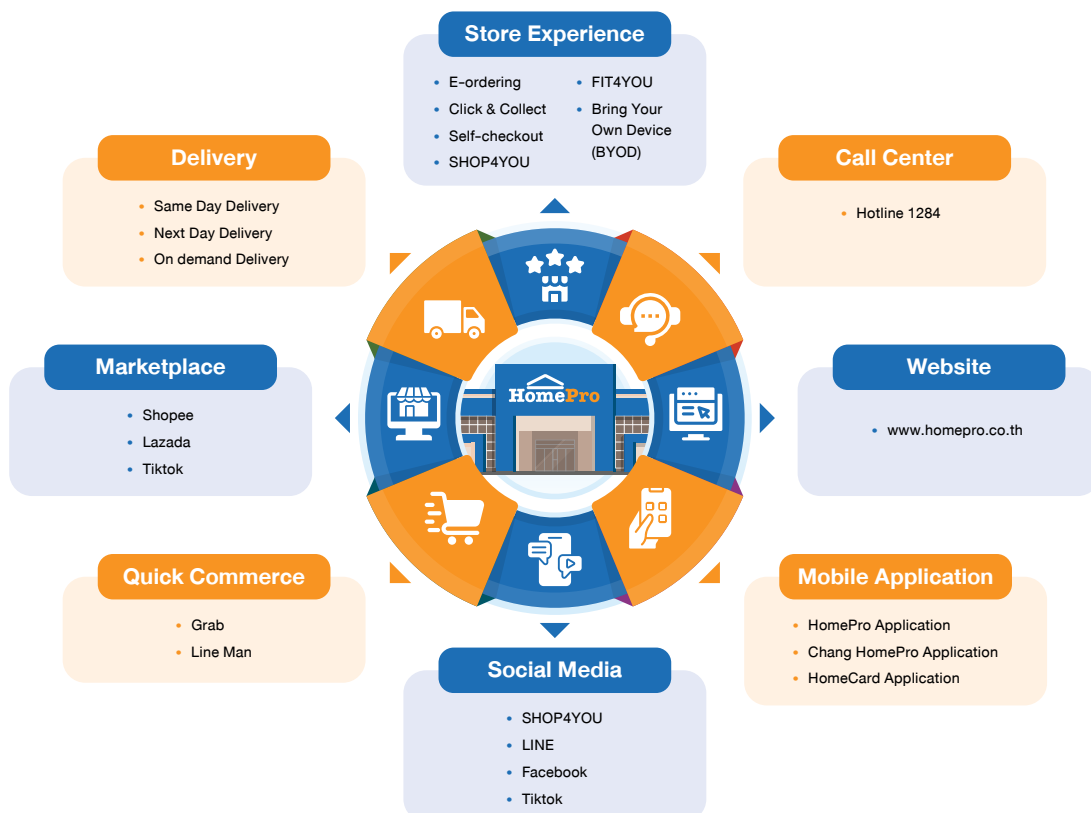 Store Experience
• E-ordering
• Click & Collect
• Self-checkout
• SHOP4YOU
• FIT4YOU
• Bring Your
Own Device
(BYOD)
Delivery
• Same Day Delivery
• Next Day Delivery
• On demand Delivery
Call Center
• Hotline 1284
Marketplace
• Shopee
• Lazada
• Tiktok
HomePro
Website
• www.homepro.co.th
Quick Commerce
• Grab
• Line Man
Mobile Application
• HomePro Application
• Chang HomePro Application
• HomeCard Application
Social Media
• SHOP4YOU
• LINE
• Facebook
• Tiktok